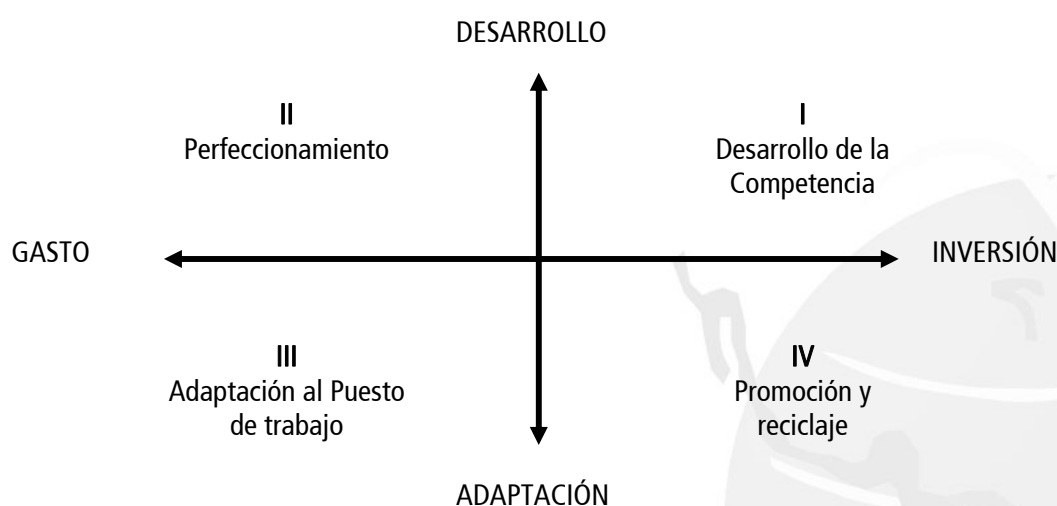 DESARROLLO
II
Perfeccionamiento
I
Desarrollo de la
Competencia
GASTO
INVERSIÓN
III
Adaptación al Puesto
de trabajo
IV
Promoción y
reciclaje
ADAPTACIÓN